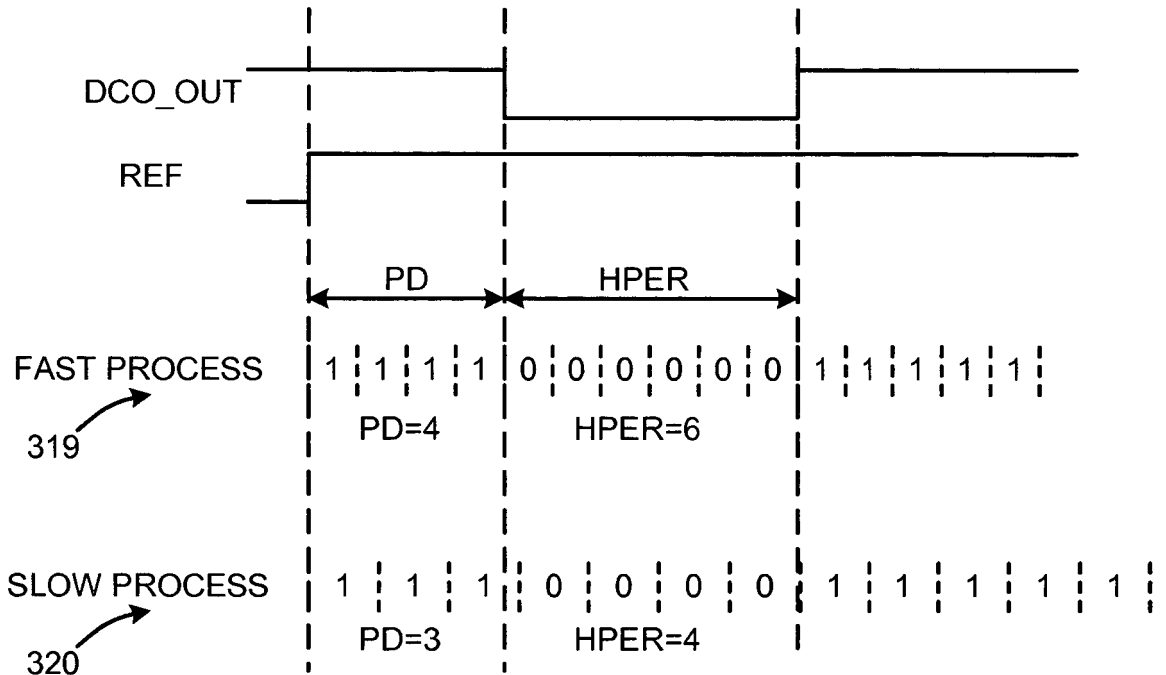 DCO_OUT
REF
PD HPER
FAST PROCESS 1 1 1 1 0 0 0 0 0 0 1 1 1 1 1
PD=4 HPER=6
319
SLOW PROCESS 1 1 1 0 0 0 0 1 1 1 1 1
PD=3 HPER=4
320